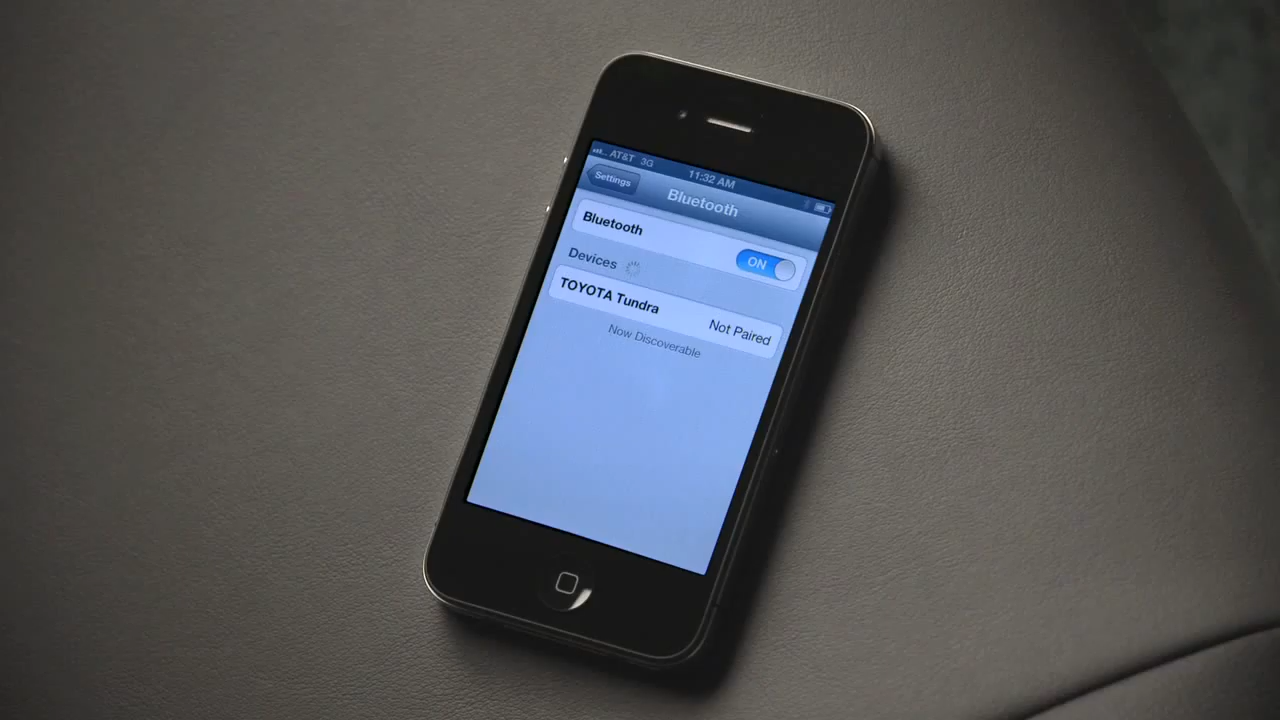 AT&T 3G 11:32 AM
Settings Bluetooth
Bluetooth ON
Devices
TOYOTA Tundra Not Paired
Now Discoverable